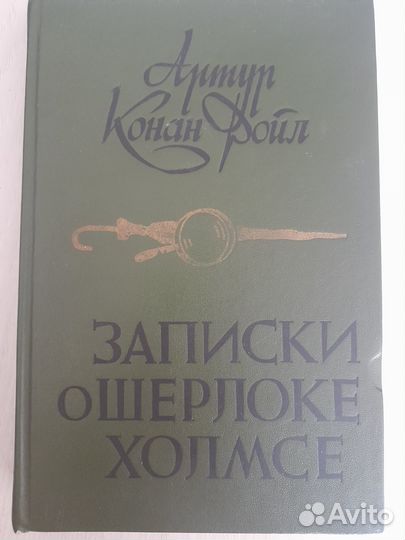 Артур
Конан Дойл
ЗАПИСКИ
О ШЕРЛОКЕ
ХОЛМСЕ
Avito